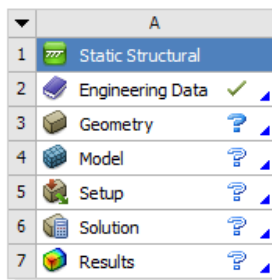 A
1 Static Structural
2 Engineering Data
3 Geometry ?
4 Model ?
5 Setup ?
6 Solution ?
7 Results ?